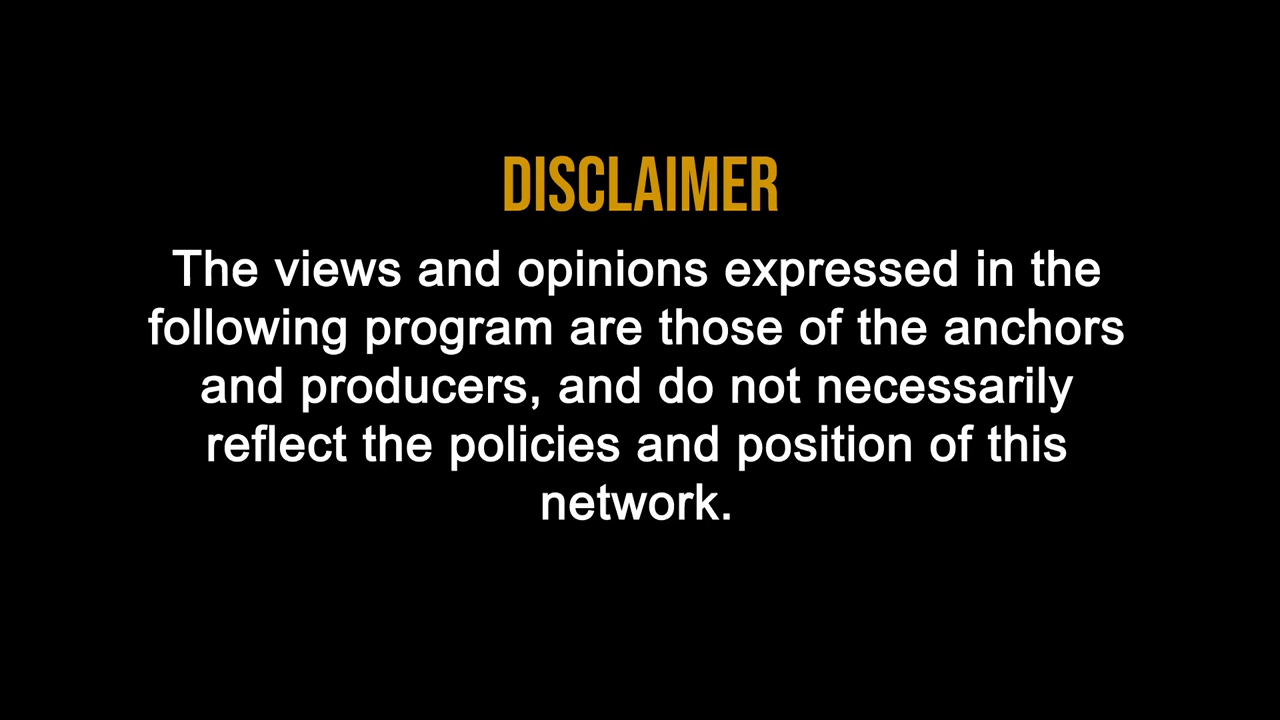 DISCLAIMER
The views and opinions expressed in the
following program are those of the anchors
and producers, and do not necessarily
reflect the policies and position of this
network.